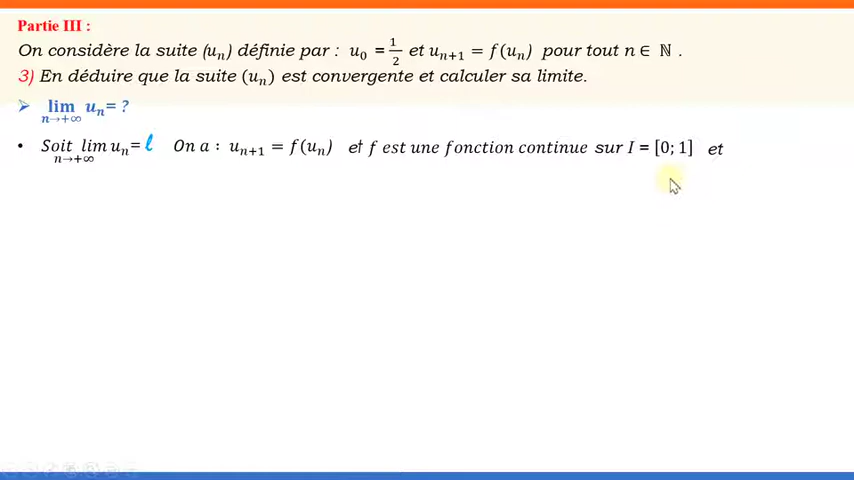 Partie III :
On considère la suite (uₙ) définie par : u₀ = 1/2 et uₙ₊₁ = f(uₙ) pour tout n ∈ ℕ .
3) En déduire que la suite (uₙ) est convergente et calculer sa limite.
➢ lim n→+∞ uₙ = ?
• Soit lim n→+∞ uₙ = ℓ On a : uₙ₊₁ = f(uₙ) et f est une fonction continue sur I = [0; 1] et